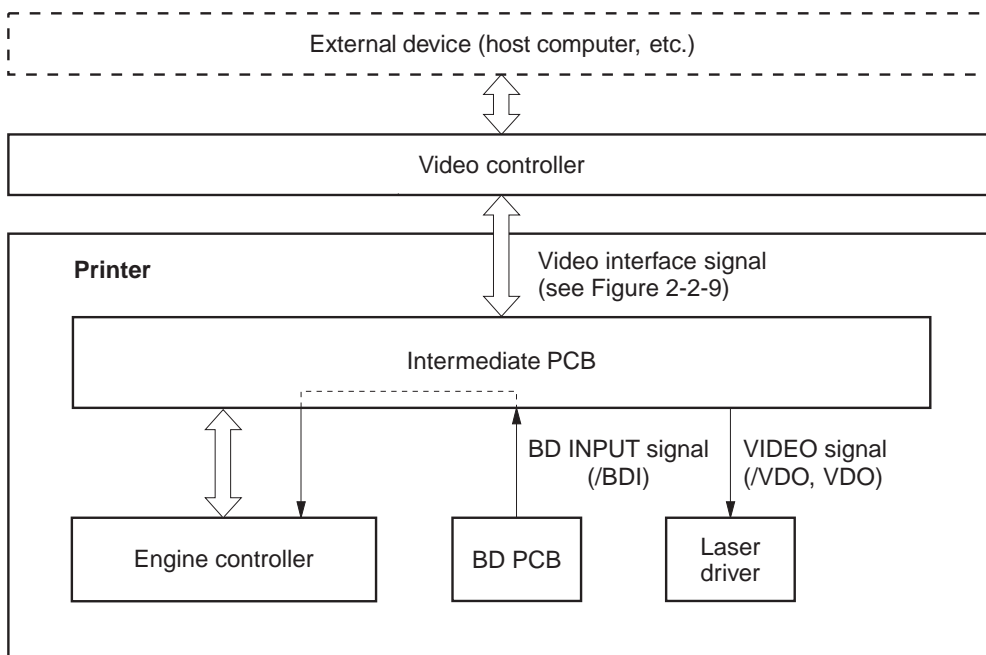 External device (host computer, etc.)
Video controller
Printer
Video interface signal
(see Figure 2-2-9)
Intermediate PCB
BD INPUT signal
(/BDI)
VIDEO signal
(/VDO, VDO)
Engine controller
BD PCB
Laser
driver